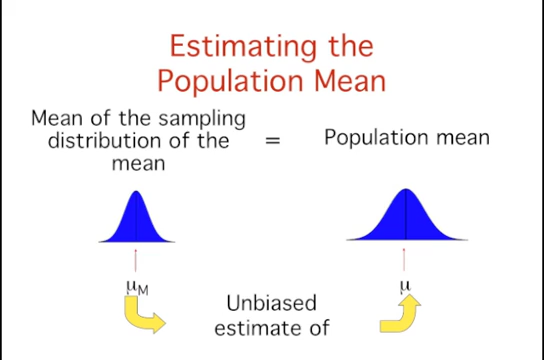 Estimating the
Population Mean
Mean of the sampling
distribution of the
mean
=
Population mean
μM
μ
Unbiased
estimate of